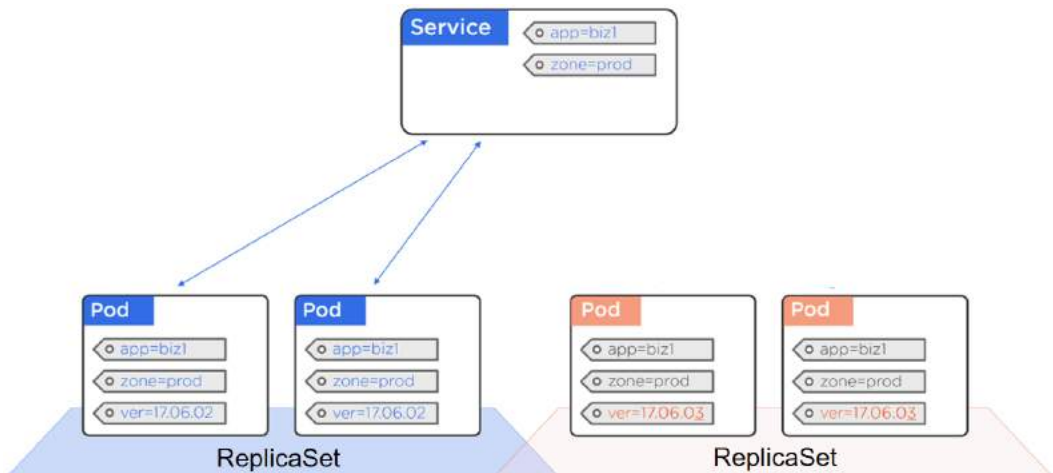 Service
app=biz1
zone=prod
Pod
app=biz1
zone=prod
ver=17.06.02
Pod
app=biz1
zone=prod
ver=17.06.02
Pod
app=biz1
zone=prod
ver=17.06.03
Pod
app=biz1
zone=prod
ver=17.06.03
ReplicaSet
ReplicaSet